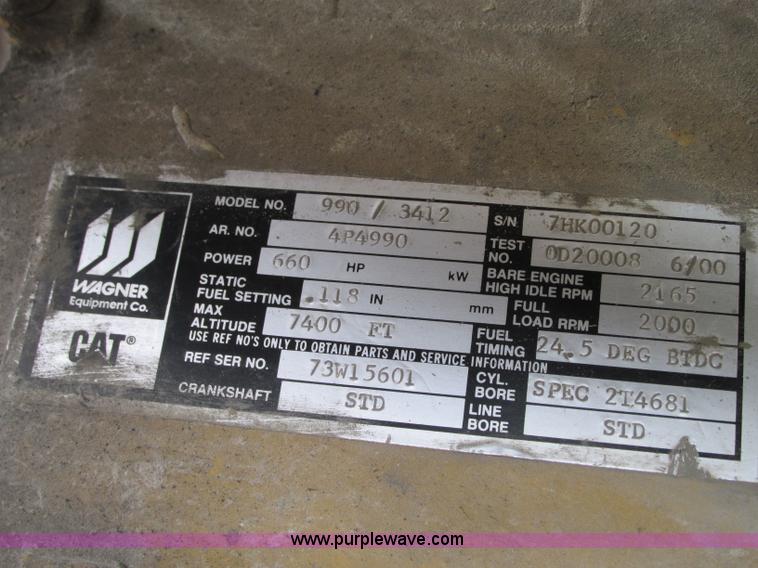 WAGNER
Equipment Co.
CAT®
MODEL NO. 990 / 3412 S/N 7HK00120
AR. NO. 4P4990 TEST NO. 0D20008 6/00
POWER 660 HP kW BARE ENGINE HIGH IDLE RPM 2165
STATIC FUEL SETTING .118 IN mm FULL LOAD RPM 2000
MAX ALTITUDE 7400 FT FUEL TIMING 24.5 DEG BTDC
USE REF NO'S ONLY TO OBTAIN PARTS AND SERVICE INFORMATION
REF SER NO. 73W15601 CYL. BORE SPEC 2T4681
CRANKSHAFT STD LINE BORE STD
www.purplewave.com